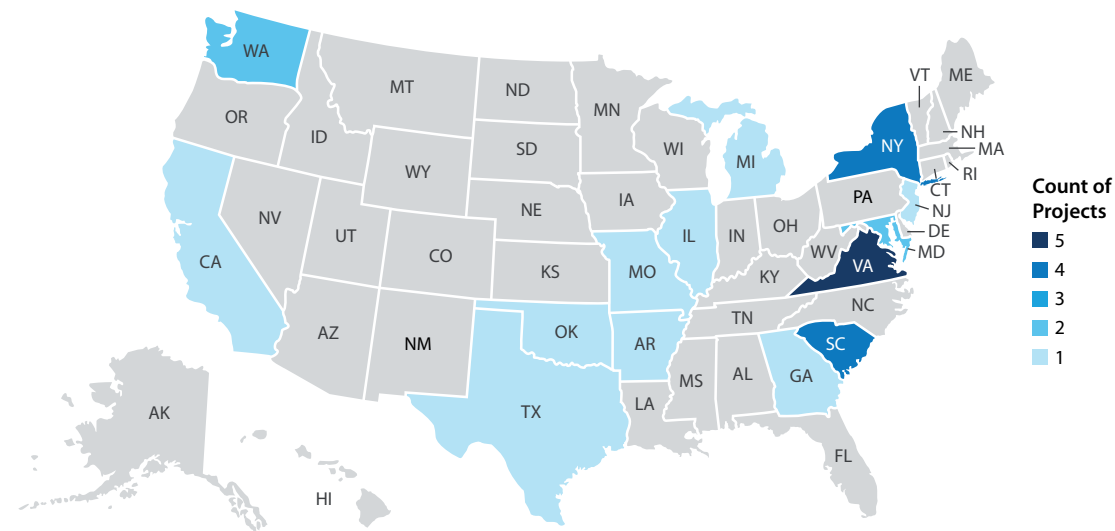 WA
MT
ND
MN
VT
ME
OR
ID
SD
WI
MI
NY
NH
MA
WY
RI
CT
IA
NE
PA
NJ
NV
UT
CO
IL
IN
OH
DE
MD
WV
VA
CA
KS
MO
KY
NC
TN
AZ
NM
OK
AR
SC
MS
AL
GA
TX
LA
AK
FL
HI
Count of
Projects
5
4
3
2
1